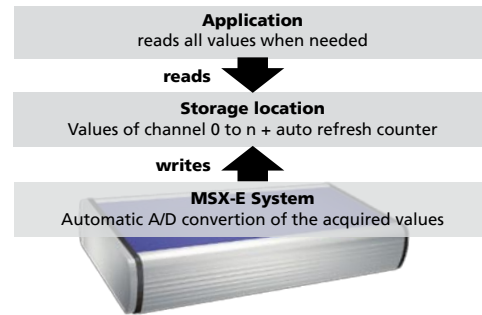 Application
reads all values when needed
reads
Storage location
Values of channel 0 to n + auto refresh counter
writes
MSX-E System
Automatic A/D convertion of the acquired values